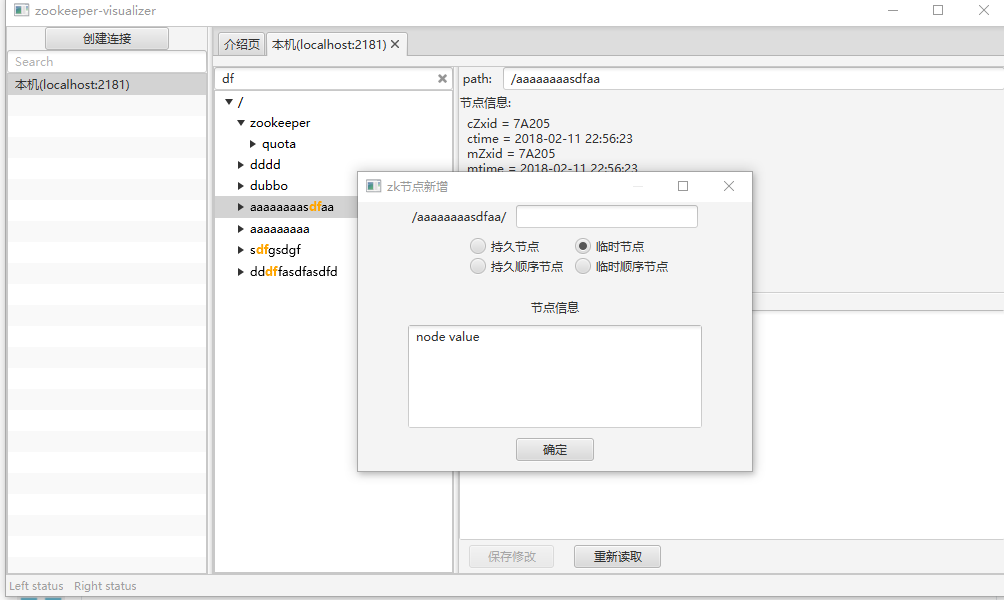 zookeeper-visualizer
创建连接
Search
本机(localhost:2181)
介绍页
本机(localhost:2181)
df
/
zookeeper
quota
dddd
dubbo
aaaaaaaasdfaa
aaaaaaaaa
sdfgsdgf
dddffasdfasdfd
path:
/aaaaaaaasdfaa
节点信息:
cZxid = 7A205
ctime = 2018-02-11 22:56:23
mZxid = 7A205
mtime = 2018-02-11 22:56:23
zk节点新增
/aaaaaaaasdfaa/
持久节点
临时节点
持久顺序节点
临时顺序节点
节点信息
node value
确定
保存修改
重新读取
Left status
Right status